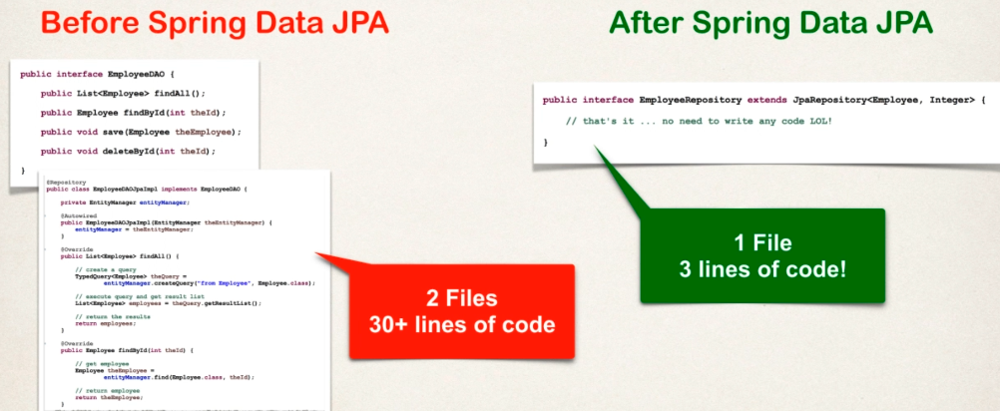 Before Spring Data JPA
public interface EmployeeDAO {
public List<Employee> findAll();
public Employee findById(int theId);
public void save(Employee theEmployee);
public void deleteById(int theId);
}
@Repository
public class EmployeeDAOJpaImpl implements EmployeeDAO {
private EntityManager entityManager;
@Autowired
public EmployeeDAOJpaImpl(EntityManager theEntityManager) {
entityManager = theEntityManager;
}
@Override
public List<Employee> findAll() {
// create a query
TypedQuery<Employee> theQuery =
entityManager.createQuery("from Employee", Employee.class);
// execute query and get result list
List<Employee> employees = theQuery.getResultList();
// return the results
return employees;
}
@Override
public Employee findById(int theId) {
// get employee
Employee theEmployee =
entityManager.find(Employee.class, theId);
// return employee
return theEmployee;
}
2 Files
30+ lines of code
After Spring Data JPA
public interface EmployeeRepository extends JpaRepository<Employee, Integer> {
// that's it ... no need to write any code LOL!
}
1 File
3 lines of code!